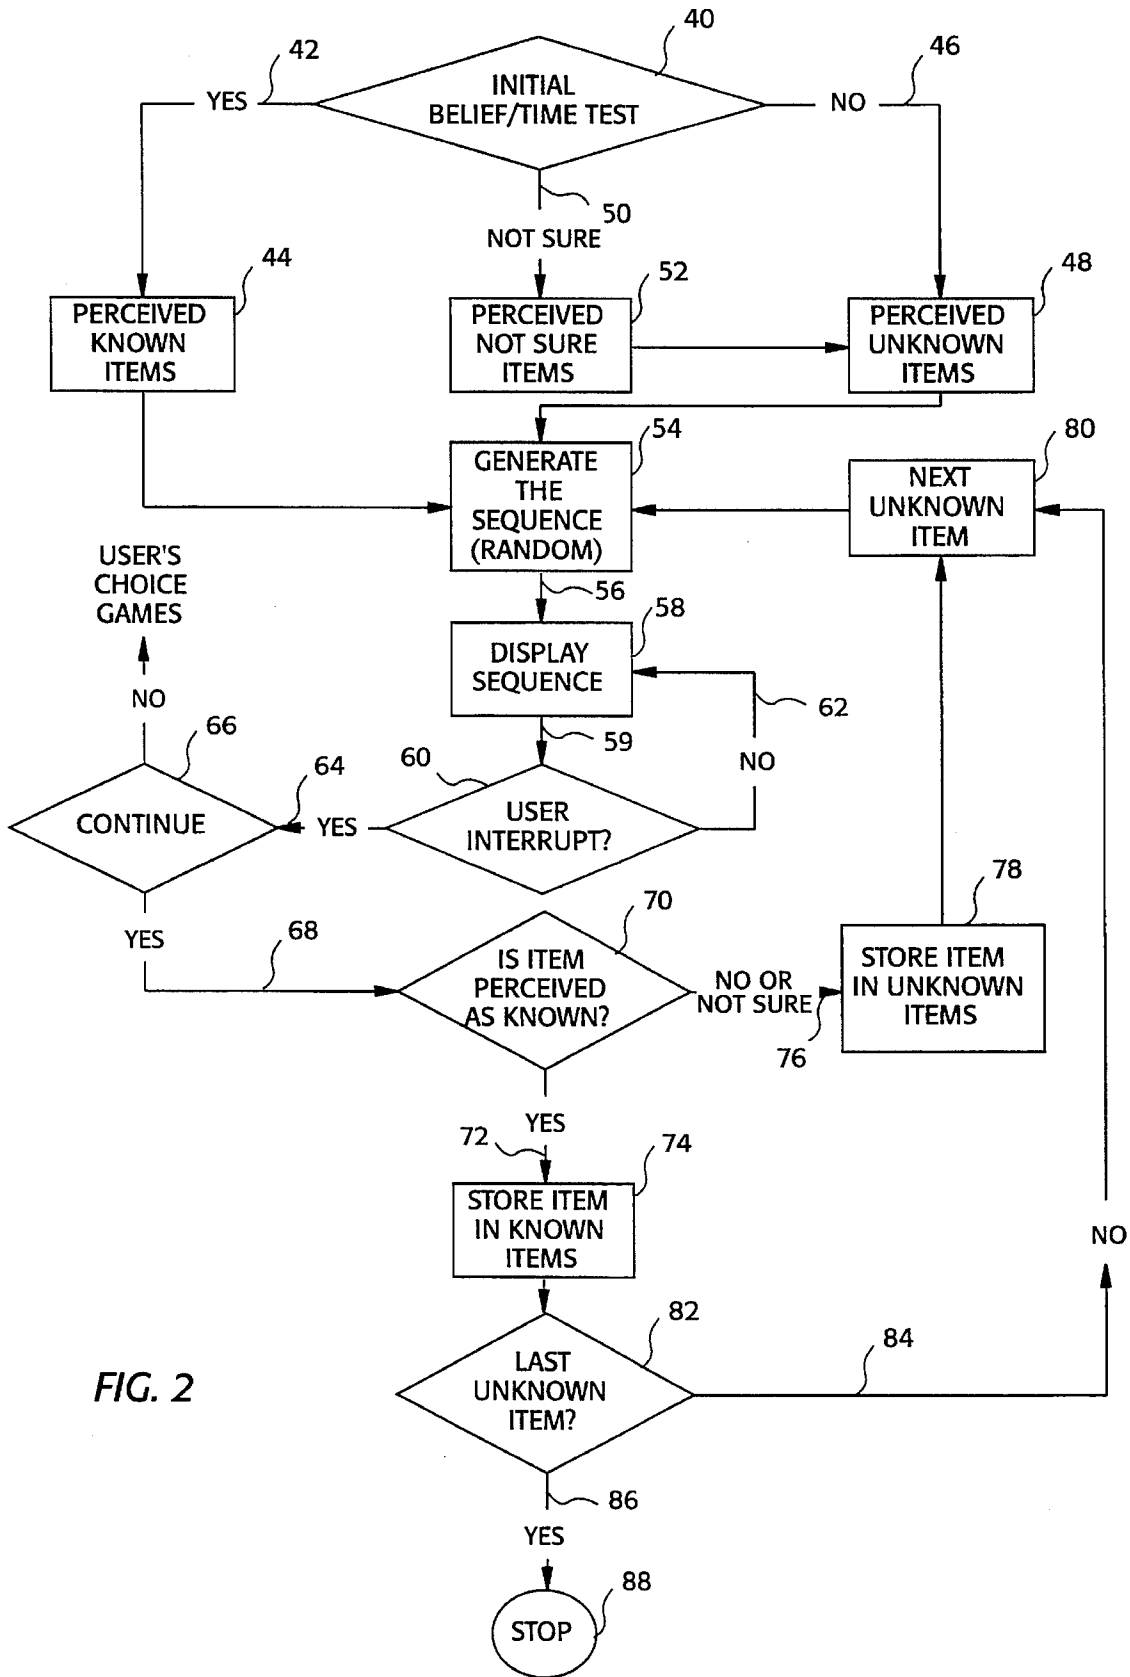 40
42
46
INITIAL
BELIEF/TIME TEST
YES
NO
50
NOT SURE
44
52
48
PERCEIVED
KNOWN
ITEMS
PERCEIVED
NOT SURE
ITEMS
PERCEIVED
UNKNOWN
ITEMS
54
80
GENERATE
THE
SEQUENCE
(RANDOM)
NEXT
UNKNOWN
ITEM
USER'S
CHOICE
GAMES
56
58
DISPLAY
SEQUENCE
NO
62
66
59
60
NO
64
CONTINUE
YES
USER
INTERRUPT?
78
70
YES
68
IS ITEM
PERCEIVED
AS KNOWN?
NO OR
NOT SURE
76
STORE ITEM
IN UNKNOWN
ITEMS
YES
72
74
STORE ITEM
IN KNOWN
ITEMS
NO
82
84
LAST
UNKNOWN
ITEM?
FIG. 2
86
YES
88
STOP